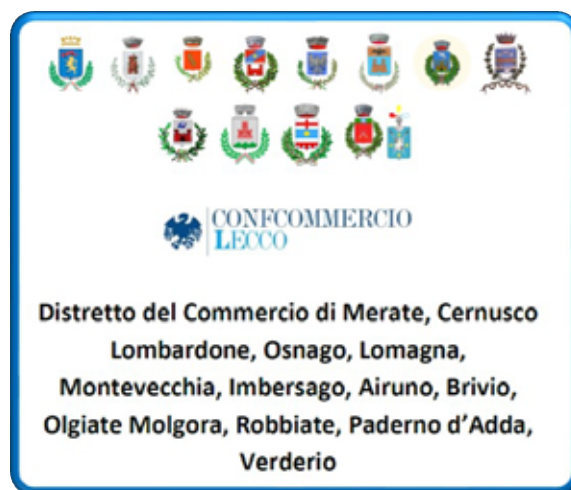 CONFCOMMERCIO
LECCO
Distretto del Commercio di Merate, Cernusco
Lombardone, Osnago, Lomagna,
Montevecchia, Imbersago, Airuno, Brivio,
Olgiate Molgora, Robbiate, Paderno d'Adda,
Verderio